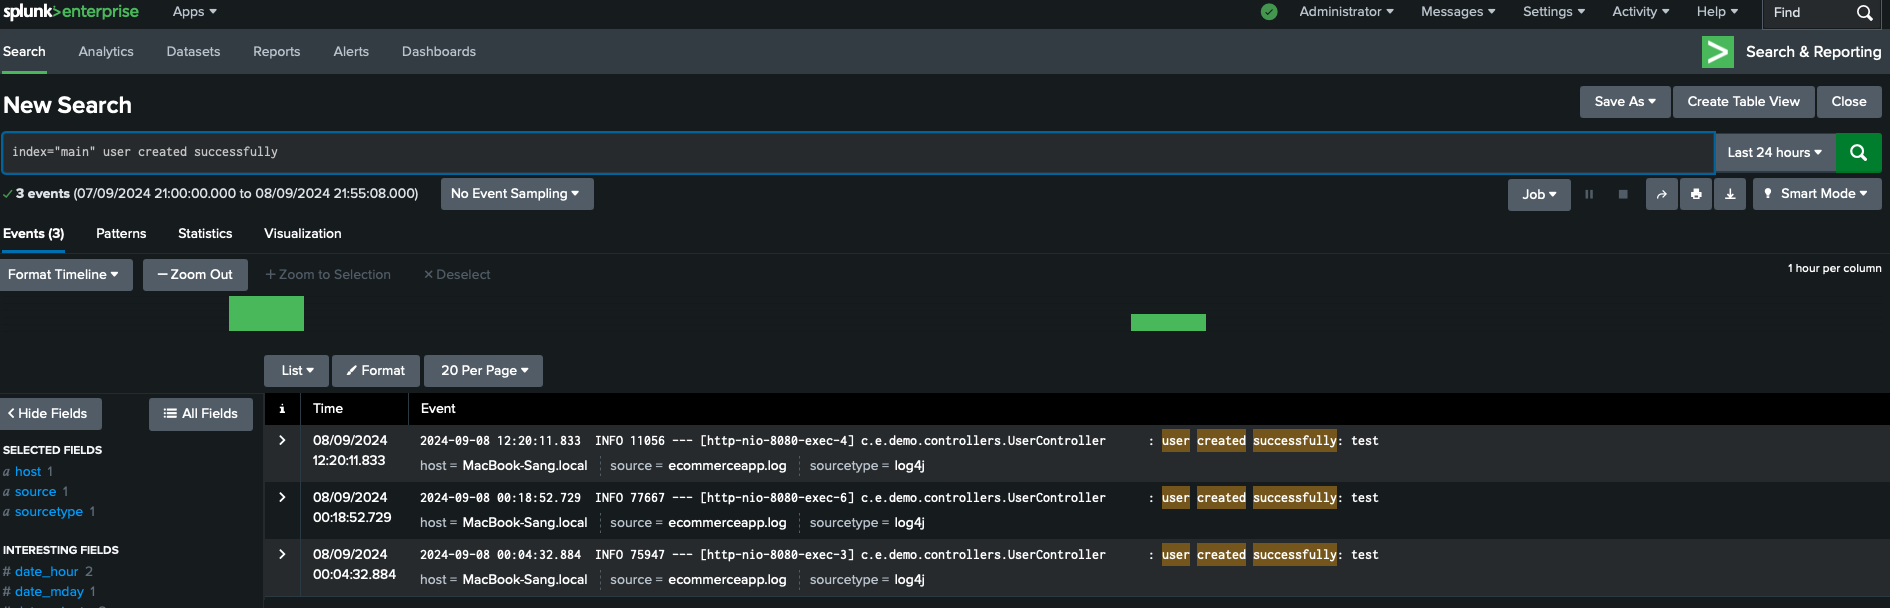 splunk>enterprise Apps Administrator Messages Settings Activity Help Find
Search Analytics Datasets Reports Alerts Dashboards Search & Reporting
New Search Save As Create Table View Close
index="main" user created successfully Last 24 hours
3 events (07/09/2024 21:00:00.000 to 08/09/2024 21:55:08.000) No Event Sampling Job Smart Mode
Events (3) Patterns Statistics Visualization
Format Timeline — Zoom Out + Zoom to Selection × Deselect 1 hour per column
List Format 20 Per Page
< Hide Fields All Fields i Time Event
SELECTED FIELDS
a host 1
a source 1
a sourcetype 1
INTERESTING FIELDS
# date_hour 2
# date_mday 1
08/09/2024 12:20:11.833
2024-09-08 12:20:11.833 INFO 11056 --- [http-nio-8080-exec-4] c.e.demo.controllers.UserController : user created successfully: test
host = MacBook-Sang.local source = ecommerceapp.log sourcetype = log4j
08/09/2024 00:18:52.729
2024-09-08 00:18:52.729 INFO 77667 --- [http-nio-8080-exec-6] c.e.demo.controllers.UserController : user created successfully: test
host = MacBook-Sang.local source = ecommerceapp.log sourcetype = log4j
08/09/2024 00:04:32.884
2024-09-08 00:04:32.884 INFO 75947 --- [http-nio-8080-exec-3] c.e.demo.controllers.UserController : user created successfully: test
host = MacBook-Sang.local source = ecommerceapp.log sourcetype = log4j